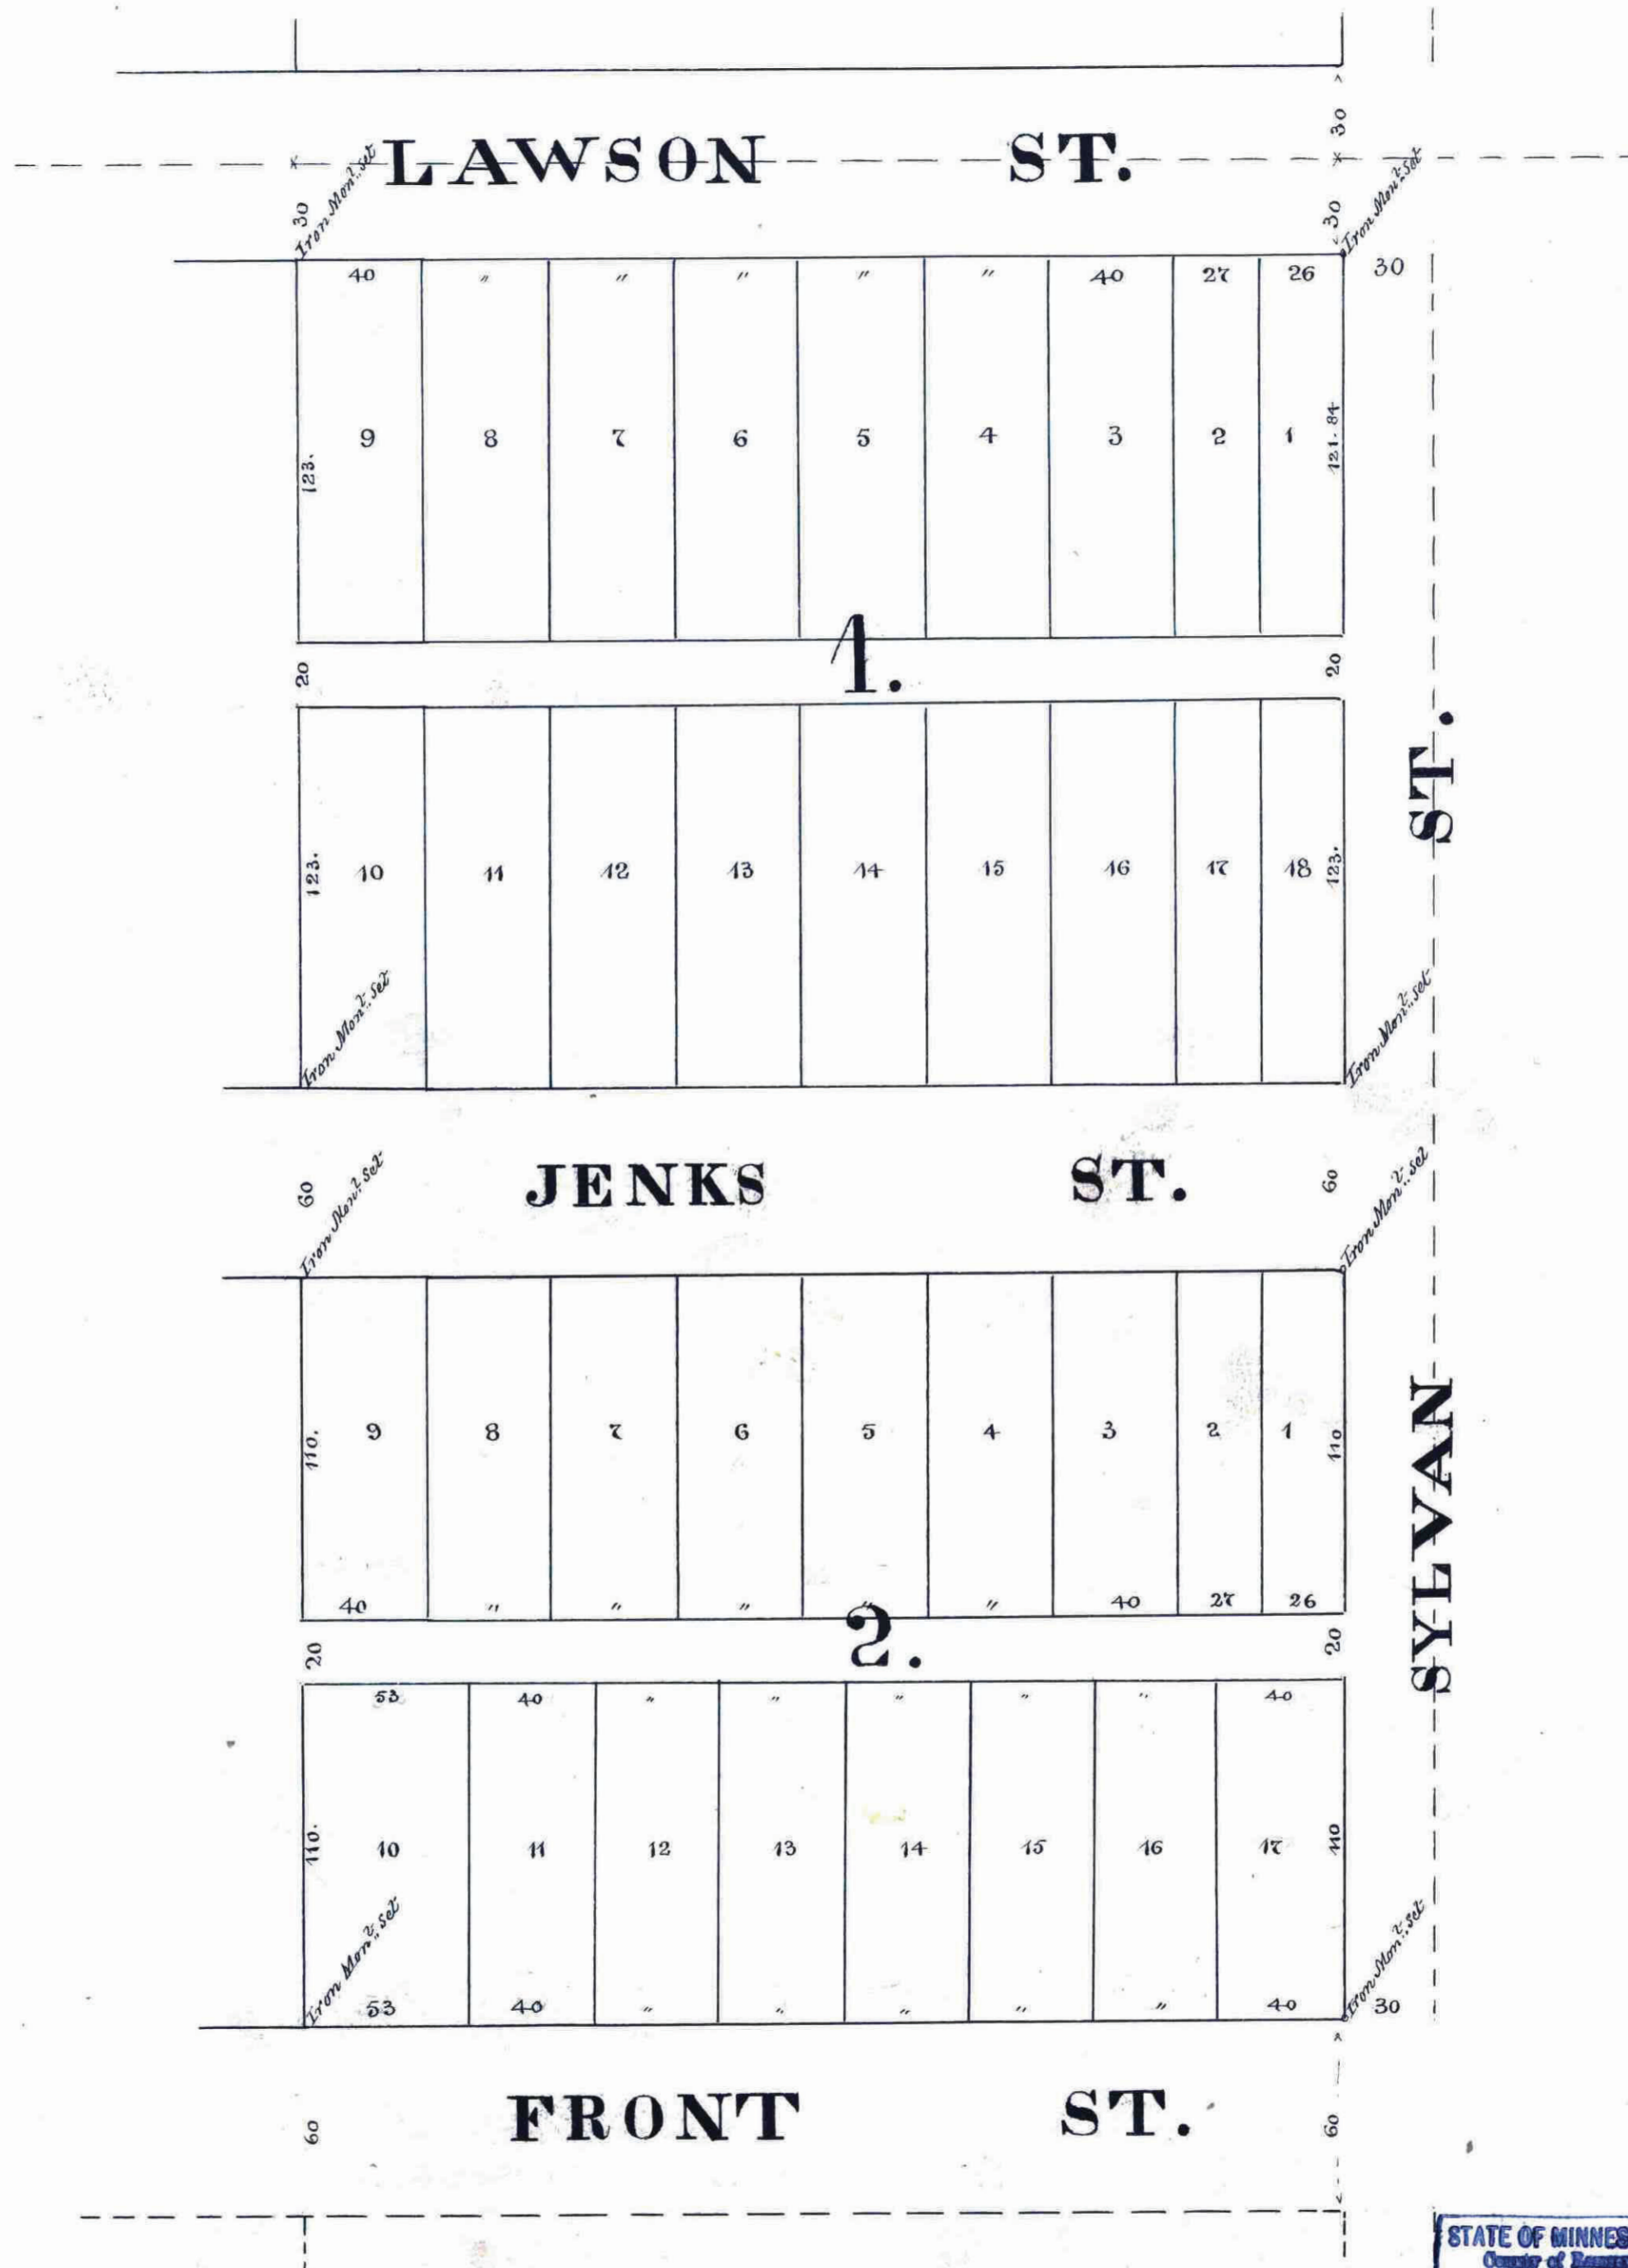 30
LAWSON ST.
Iron Mon.t set
Iron Mon.t set
30
30
40 " " " " " 40 27 26
30
9 8 7 6 5 4 3 2 1
123.
121.84
1.
20
20
ST.
10 11 12 13 14 15 16 17 18
123.
123.
Iron Mon.t set
Iron Mon.t set
JENKS ST.
60
60
Iron Mon.t set
Iron Mon.t set
9 8 7 6 5 4 3 2 1
110.
110
SYLVAN
40 " " " " " 40 27 26
2.
20
20
53 40 " " " " " 40
10 11 12 13 14 15 16 17
110.
110
Iron Mon.t set
Iron Mon.t set
53 40 " " " " " 40
30
FRONT ST.
60
60
STATE OF MINNES
County of